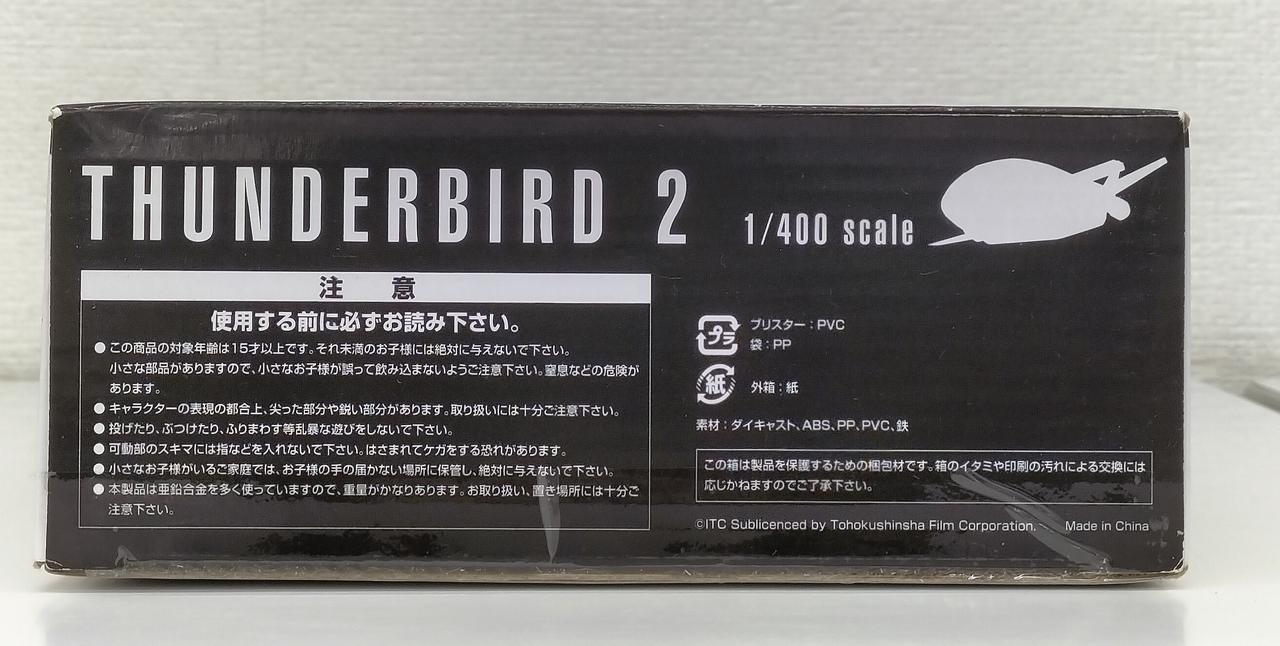 THUNDERBIRD 2
1/400 scale
注 意
使用する前に必ずお読み下さい。
●この商品の対象年齢は15才以上です。それ未満のお子様には絶対に与えないで下さい。
小さな部品がありますので、小さなお子様が誤って飲み込まないようご注意下さい。窒息などの危険が
あります。
●キャラクターの表現の都合上、尖った部分や鋭い部分があります。取り扱いには十分ご注意下さい。
●投げたり、ぶつけたり、ふりまわす等乱暴な遊びをしないで下さい。
●可動部のスキマには指などを入れないで下さい。はさまれてケガをする恐れがあります。
●小さなお子様がいるご家庭では、お子様の手の届かない場所に保管し、絶対に与えないで下さい。
●本製品は亜鉛合金を多く使っていますので、重量がかなりあります。お取り扱い、置き場所には十分ご
注意下さい。
プラ
ブリスター：PVC
袋：PP
紙
外箱：紙
素材：ダイキャスト、ABS、PP、PVC、鉄
この箱は製品を保護するための梱包材です。箱のイタミや印刷の汚れによる交換には
応じかねますのでご了承下さい。
©ITC Sublicenced by Tohokushinsha Film Corporation.
Made in China